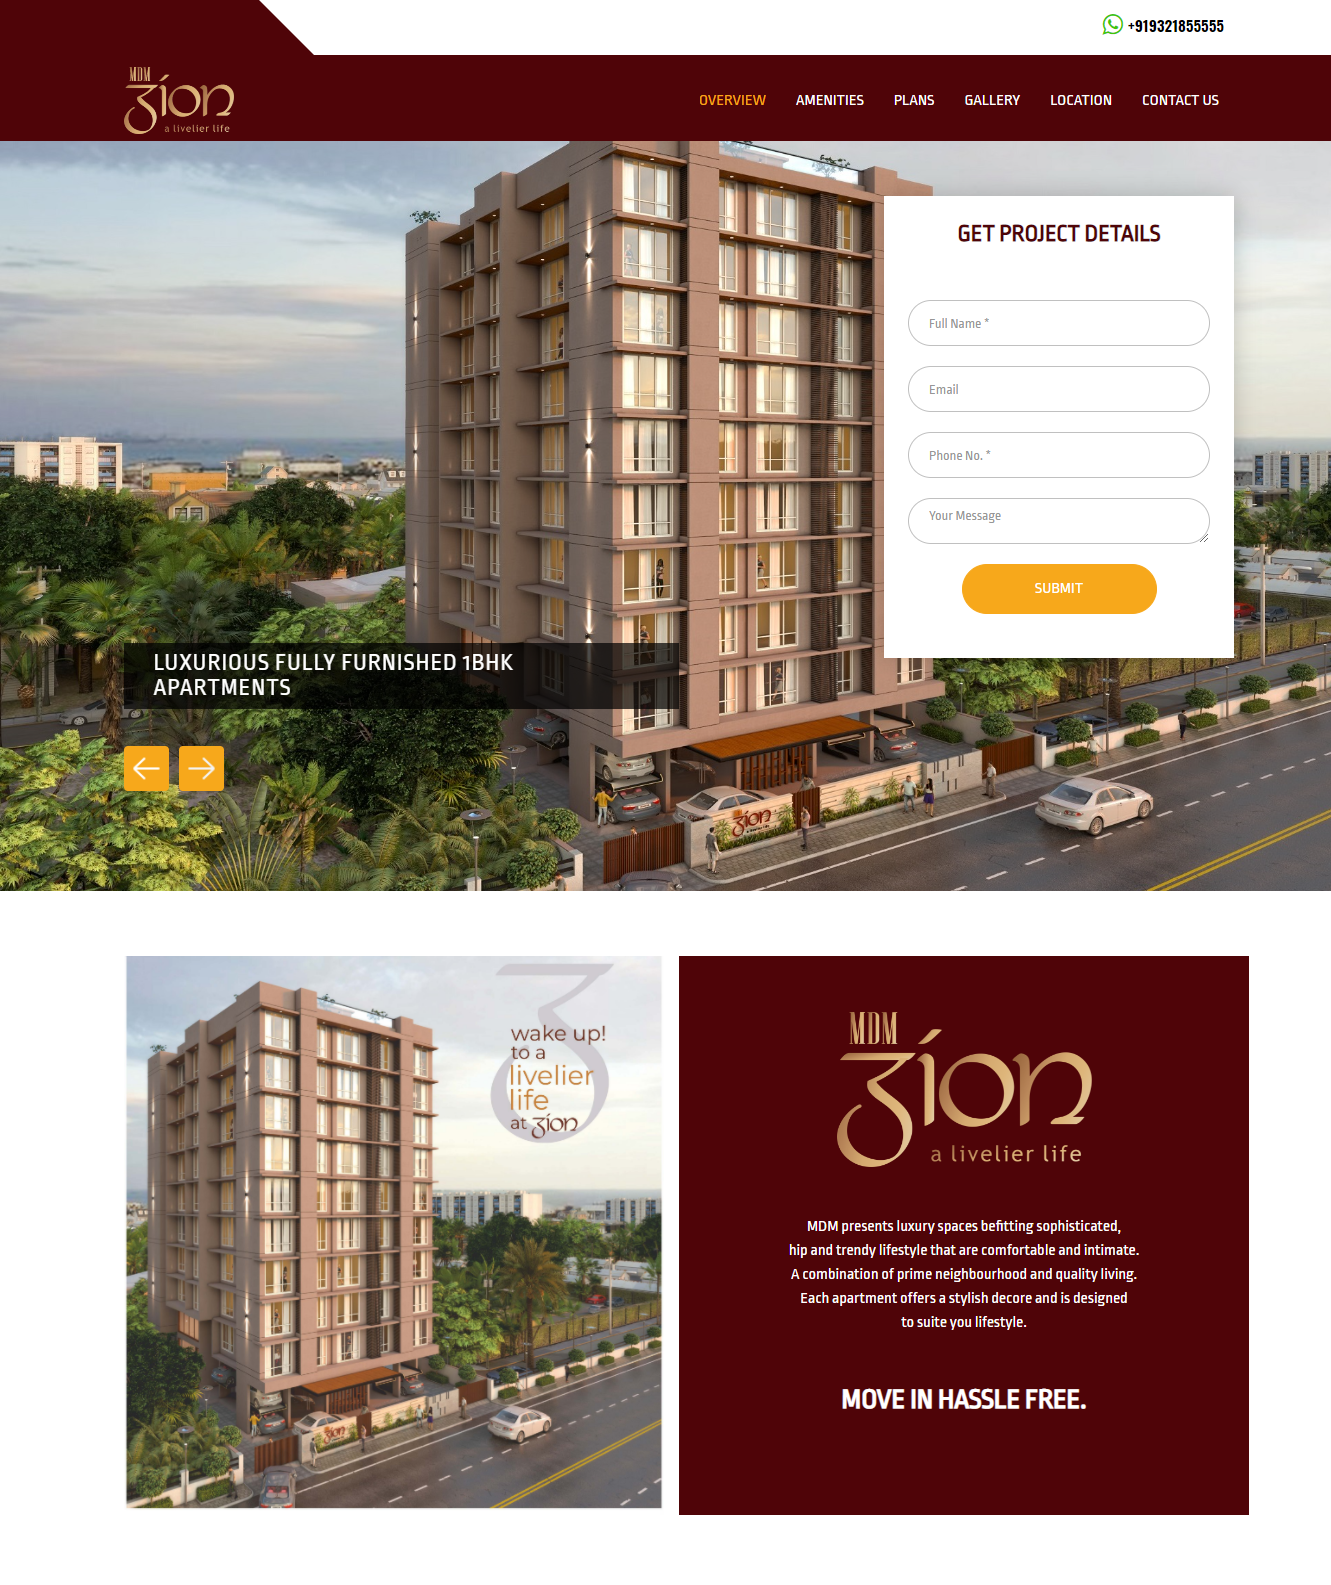 +919321855555
MDM
zion
a livelier life
OVERVIEW AMENITIES PLANS GALLERY LOCATION CONTACT US
GET PROJECT DETAILS
Full Name *
Email
Phone No. *
Your Message
SUBMIT
LUXURIOUS FULLY FURNISHED 1BHK
APARTMENTS
zion
wake up!
to a
livelier
life
at zion
zion
MDM
zion
a livelier life
MDM presents luxury spaces befitting sophisticated,
hip and trendy lifestyle that are comfortable and intimate.
A combination of prime neighbourhood and quality living.
Each apartment offers a stylish decore and is designed
to suite you lifestyle.
MOVE IN HASSLE FREE.